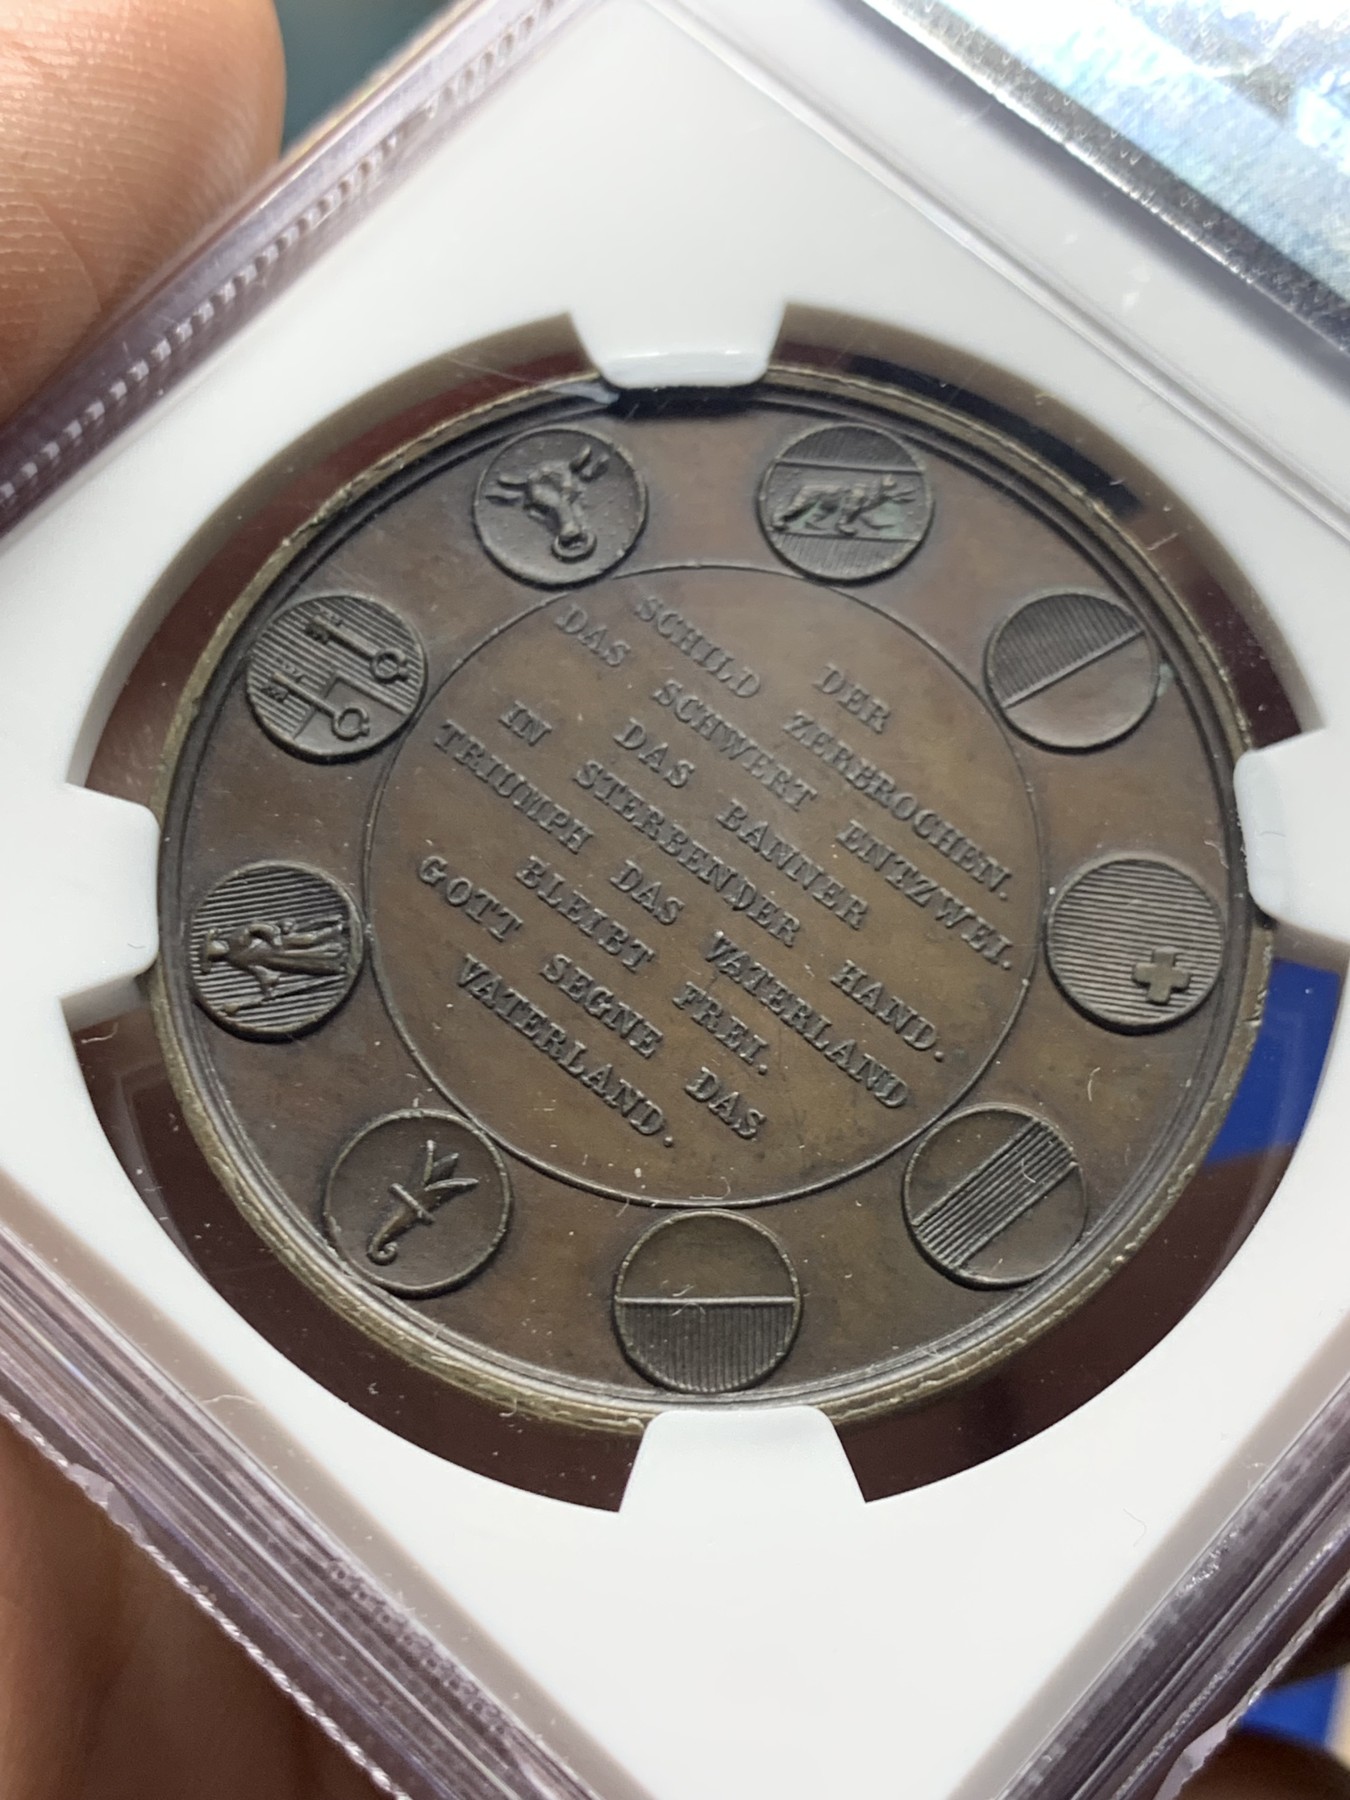 DER
SCHILD ZERBROCHEN.
DAS SCHWERT ENTZWEI.
DAS BANNER
IN STERBENDER HAND.
TRIUMPH DAS VATERLAND
BLEIBT FREI.
GOTT SEGNE DAS
VATERLAND.